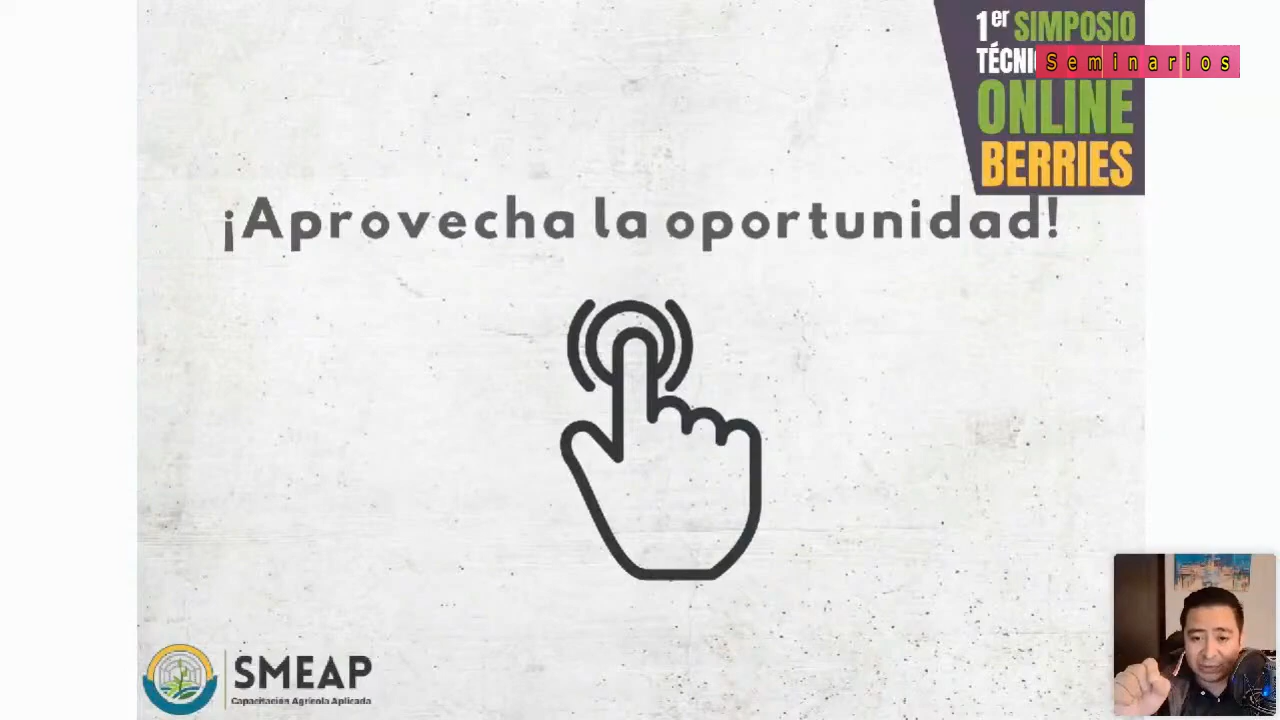 1er SIMPOSIO
TÉCNI
Seminarios
ONLINE
BERRIES
¡Aprovecha la oportunidad!
SMEAP
Capacitación Agrícola Aplicada